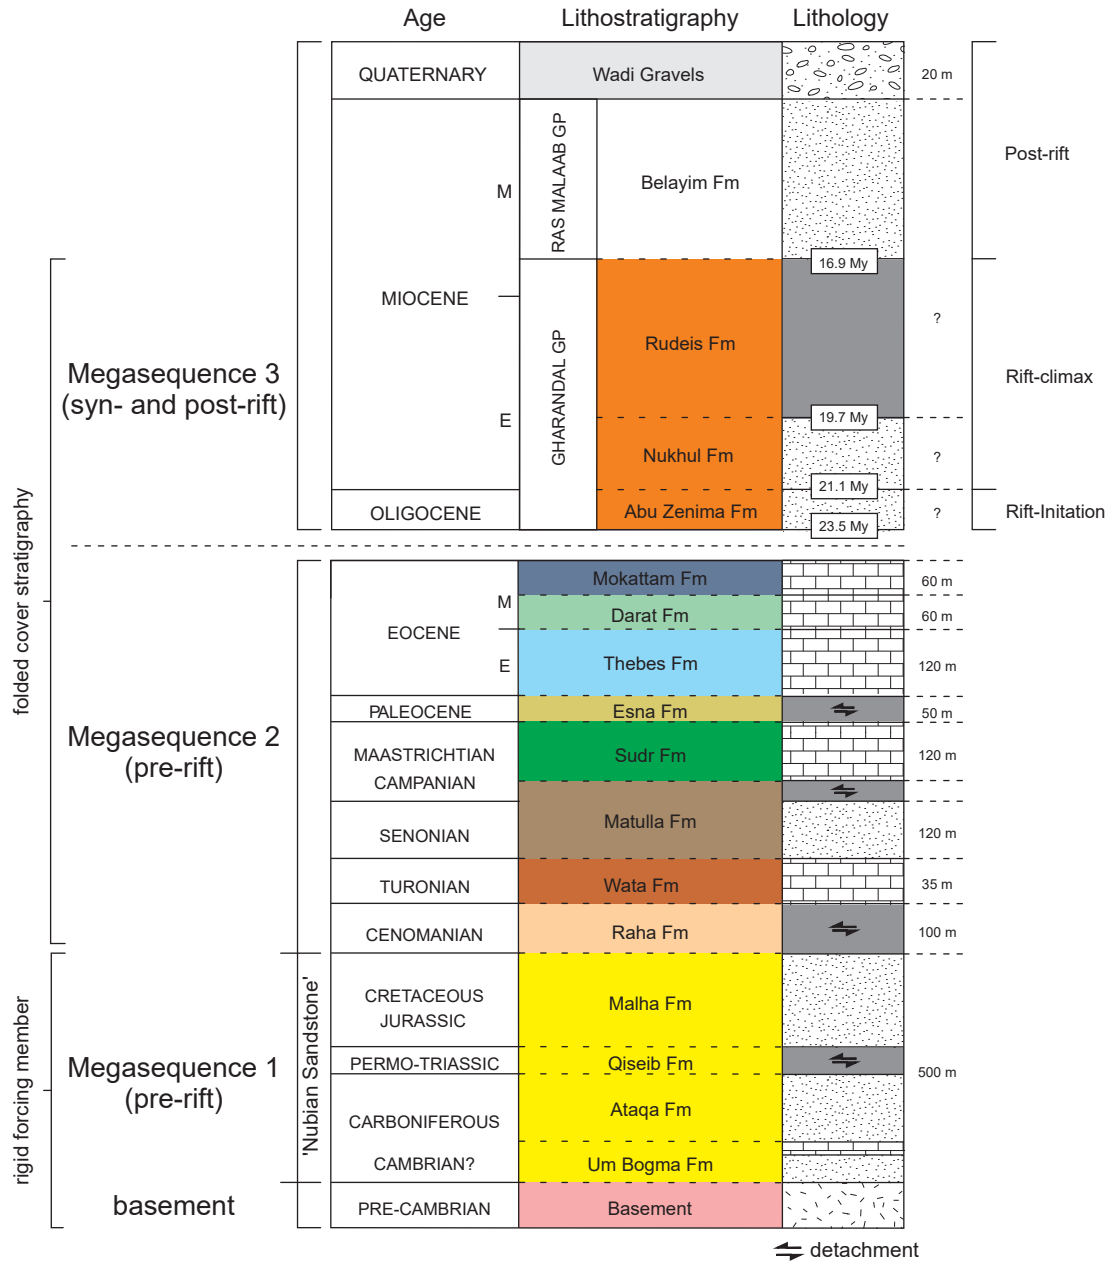 Age Lithostratigraphy Lithology
QUATERNARY Wadi Gravels 20 m
Post-rift
RAS MALAAB GP
M Belayim Fm
16.9 My
MIOCENE
?
Rudeis Fm
GHARANDAL GP
Megasequence 3
(syn- and post-rift)
Rift-climax
E
19.7 My
Nukhul Fm ?
21.1 My
OLIGOCENE Abu Zenima Fm ? Rift-Initation
23.5 My
folded cover stratigraphy
Mokattam Fm 60 m
M
Darat Fm 60 m
EOCENE
E Thebes Fm 120 m
PALEOCENE Esna Fm 50 m
Megasequence 2
(pre-rift)
MAASTRICHTIAN Sudr Fm 120 m
CAMPANIAN
Matulla Fm
SENONIAN 120 m
TURONIAN Wata Fm 35 m
CENOMANIAN Raha Fm 100 m
rigid forcing member
'Nubian Sandstone'
CRETACEOUS
JURASSIC
Malha Fm
Megasequence 1
(pre-rift)
PERMO-TRIASSIC Qiseib Fm
500 m
Ataqa Fm
CARBONIFEROUS
CAMBRIAN? Um Bogma Fm
basement PRE-CAMBRIAN Basement
detachment